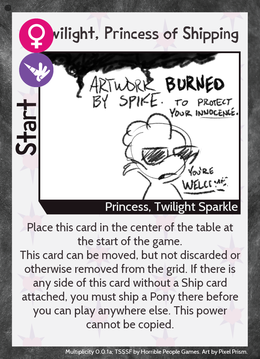 Twilight, Princess of Shipping
Start
ARTWORK BURNED
BY SPIKE. TO PROTECT
YOUR INNOCENCE.
YOU'RE
WELCOME.
Princess, Twilight Sparkle
Place this card in the center of the table at
the start of the game.
This card can be moved, but not discarded or
otherwise removed from the grid. If there is
any side of this card without a Ship card
attached, you must ship a Pony there before
you can play anywhere else. This power
cannot be copied.
Multiplicity 0.0.1a; TSSSF by Horrible People Games. Art by Pixel Prism.